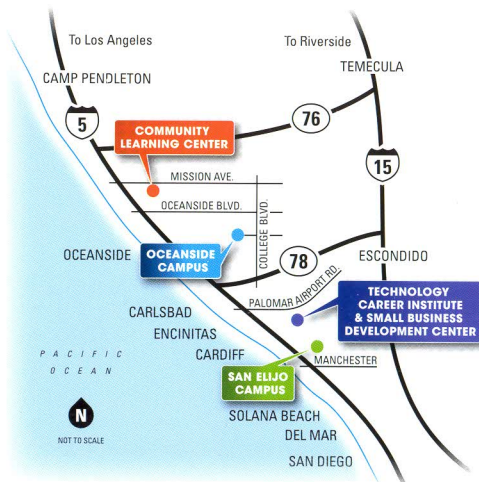 To Los Angeles
To Riverside
TEMECULA
CAMP PENDLETON
5
76
COMMUNITY
LEARNING CENTER
15
MISSION AVE.
OCEANSIDE BLVD.
COLLEGE BLVD.
OCEANSIDE
OCEANSIDE
CAMPUS
78
ESCONDIDO
PALOMAR AIRPORT RD.
TECHNOLOGY
CAREER INSTITUTE
& SMALL BUSINESS
DEVELOPMENT CENTER
CARLSBAD
ENCINITAS
CARDIFF
PACIFIC
OCEAN
MANCHESTER
SAN ELIJO
CAMPUS
N
NOT TO SCALE
SOLANA BEACH
DEL MAR
SAN DIEGO